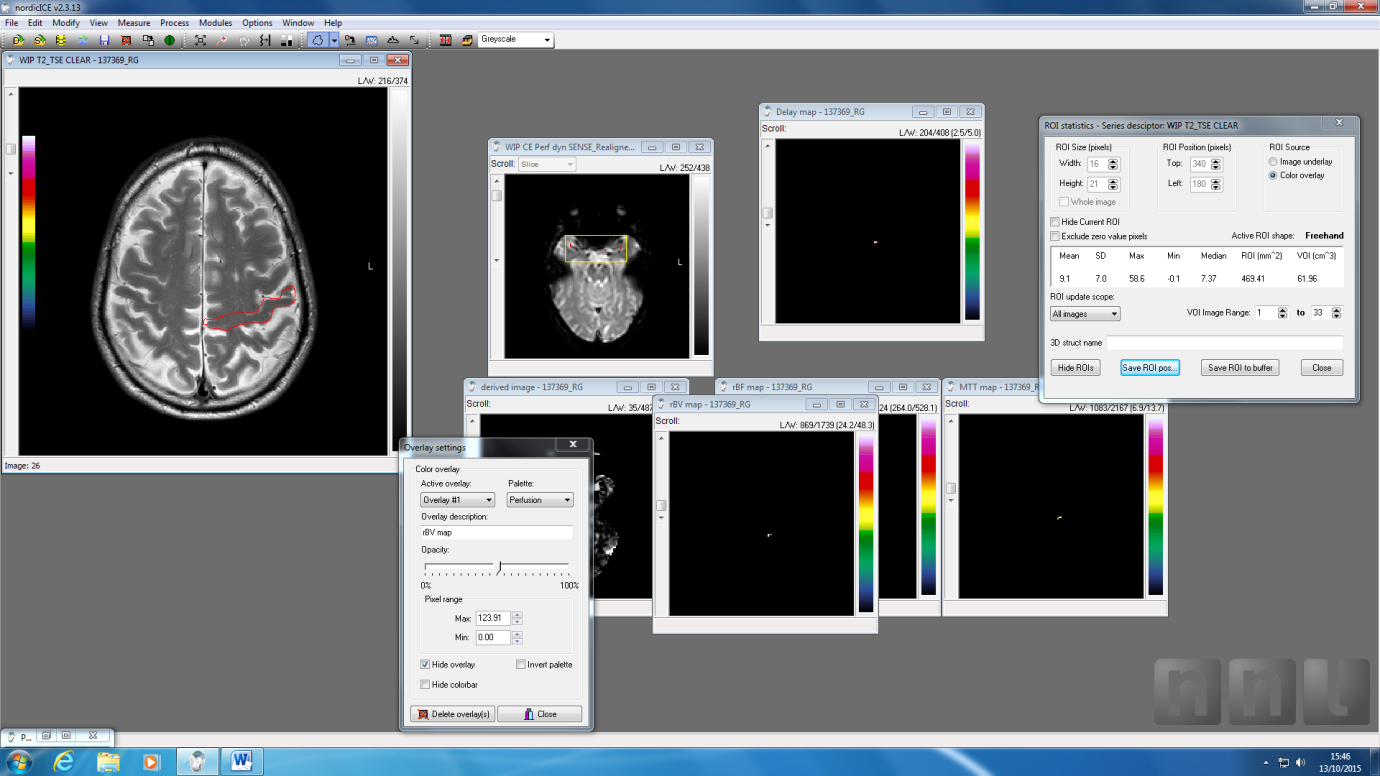 nordicICE v2.3.13
File Edit Modify View Measure Process Modules Options Window Help
Greyscale
WIP T2_TSE CLEAR - 137369_RG
L/W: 216/374
L
Image: 26
WIP CE Perf dyn SENSE_Realigne...
Scroll: Slice
L/W: 252/438
L
Delay map - 137369_RG
Scroll:
L/W: 204/408 (2.5/5.0)
ROI statistics - Series desciptor: WIP T2_TSE CLEAR
ROI Size (pixels) ROI Position (pixels) ROI Source
Width: 16 Top: 340 Image underlay
Height: 21 Left: 180 Color overlay
Whole image
Hide Current ROI
Exclude zero value pixels Active ROI shape: Freehand
Mean SD Max Min Median ROI (mm^2) VOI (cm^3)
9.1 7.0 58.6 -0.1 7.37 469.41 61.96
ROI update scope:
All images VOI Image Range: 1 to 33
3D struct name
Hide ROIs Save ROI pos... Save ROI to buffer Close
derived image - 137369_RG
Scroll:
L/W: 35/487
rBF map - 137369_RG
24 (264.0/528.1)
rBV map - 137369_RG
Scroll:
L/W: 869/1739 (24.2/48.3)
MTT map - 137369_R
Scroll:
L/W: 1083/2167 (6.9/13.7)
Overlay settings
Color overlay
Active overlay: Palette:
Overlay #1 Perfusion
Overlay description:
rBV map
Opacity:
0% 100%
Pixel range
Max: 123.91
Min: 0.00
Hide overlay Invert palette
Hide colorbar
Delete overlay(s) Close
nnl
P...
15:46
13/10/2015